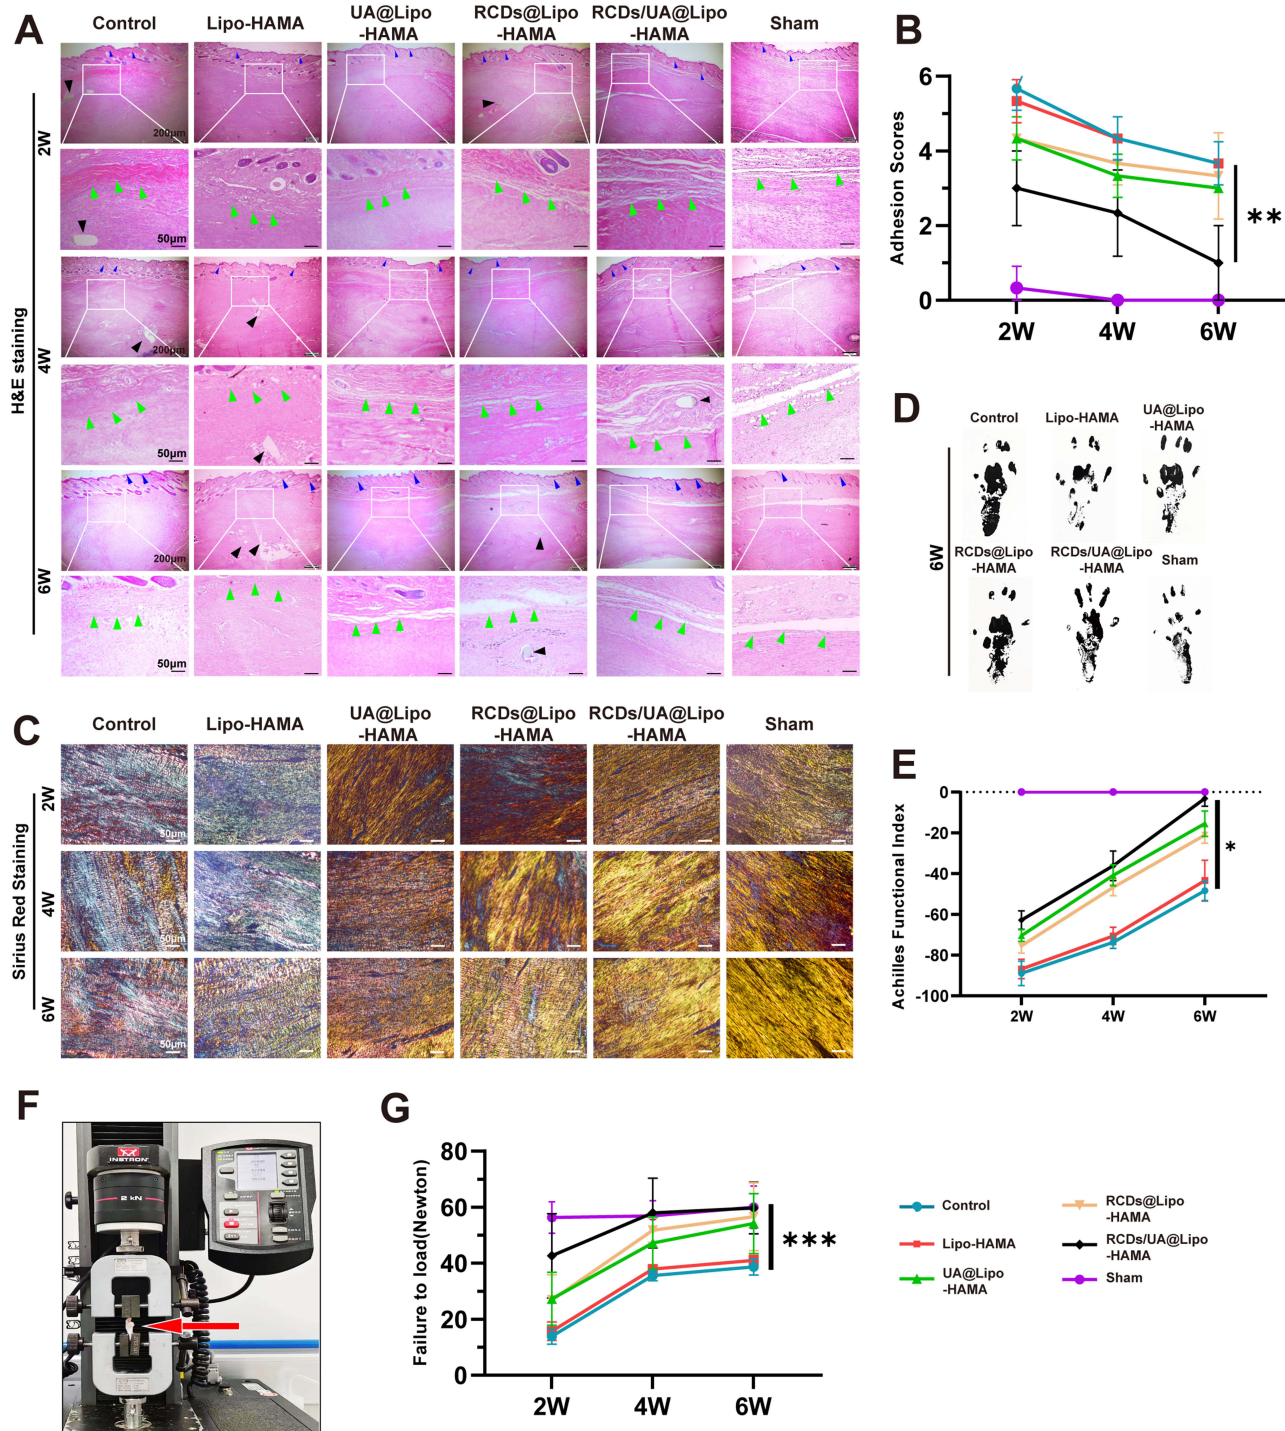 A
Control
Lipo-HAMA
UA@Lipo
-HAMA
RCDs@Lipo
-HAMA
RCDs/UA@Lipo
-HAMA
Sham
H&E staining
2W
200μm
50μm
4W
200μm
50μm
6W
200μm
50μm
B
Adhesion Scores
6
4
2
0
2W
4W
6W
**
D
Control
Lipo-HAMA
UA@Lipo
-HAMA
6W
RCDs@Lipo
-HAMA
RCDs/UA@Lipo
-HAMA
Sham
C
Control
Lipo-HAMA
UA@Lipo
-HAMA
RCDs@Lipo
-HAMA
RCDs/UA@Lipo
-HAMA
Sham
Sirius Red Staining
2W
50μm
4W
50μm
6W
50μm
E
Achilles Functional Index
0
-20
-40
-60
-80
-100
2W
4W
6W
*
F
INSTRON
2 kN
G
Failure to load(Newton)
80
60
40
20
0
2W
4W
6W
***
Control
Lipo-HAMA
UA@Lipo
-HAMA
RCDs@Lipo
-HAMA
RCDs/UA@Lipo
-HAMA
Sham